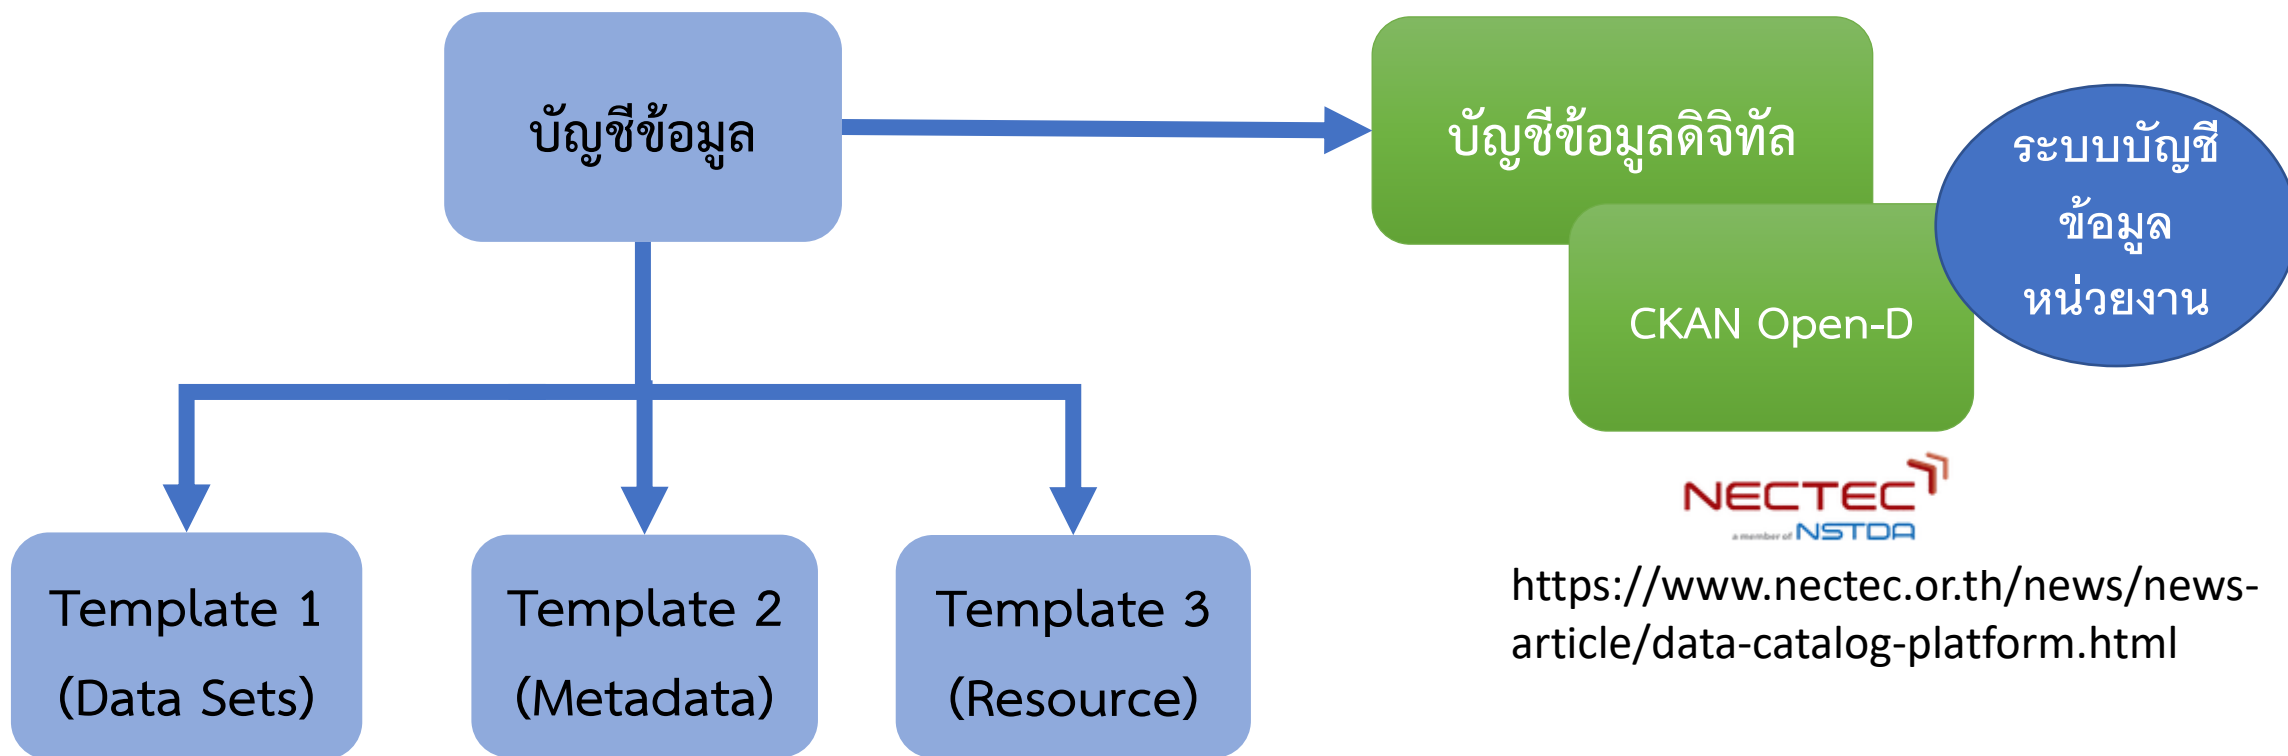 บัญชีข้อมูล
บัญชีข้อมูลดิจิทัล
ระบบบัญชี
ข้อมูล
หน่วยงาน
CKAN Open-D
NECTEC
a member of NSTDA
https://www.nectec.or.th/news/news-
article/data-catalog-platform.html
Template 1
(Data Sets)
Template 2
(Metadata)
Template 3
(Resource)